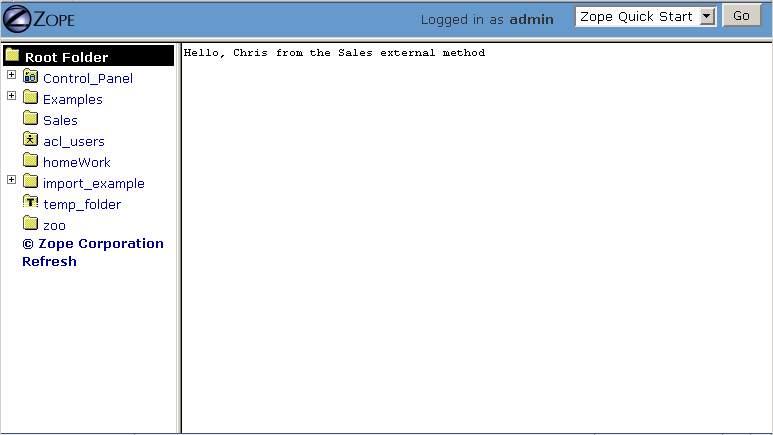 ZOPE
Logged in as admin
Zope Quick Start
Go
Root Folder
Control_Panel
Examples
Sales
acl_users
homeWork
import_example
temp_folder
zoo
© Zope Corporation
Refresh
Hello, Chris from the Sales external method